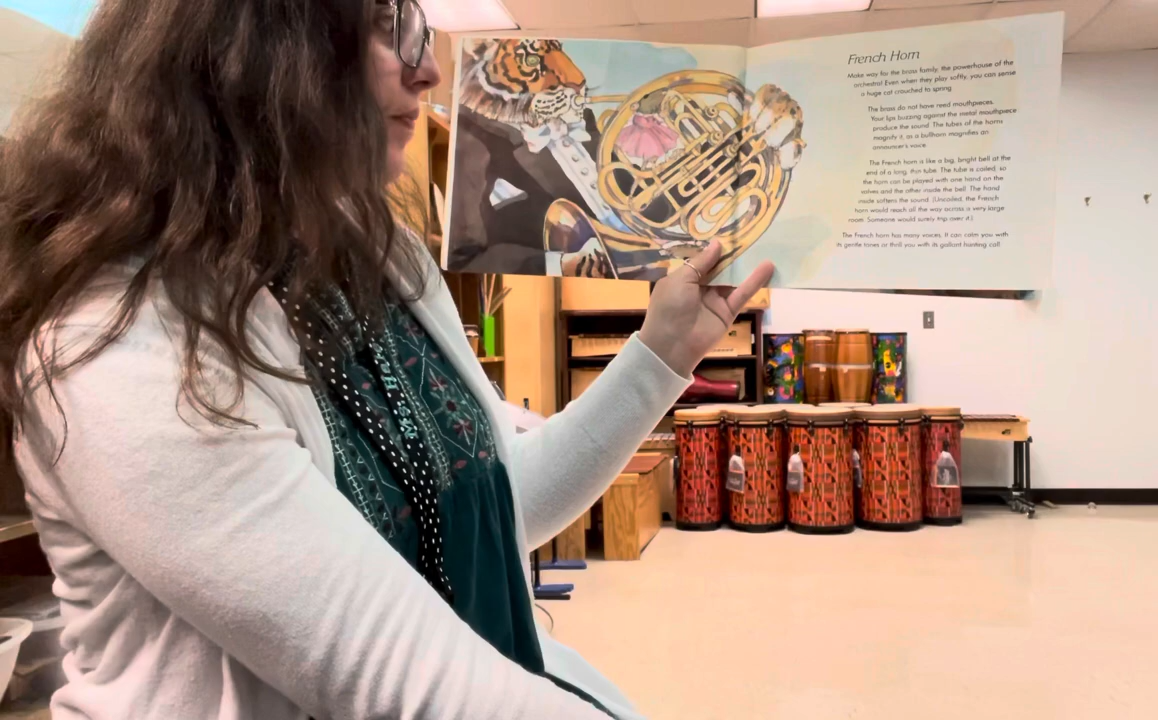 French Horn
Make way for the brass family, the powerhouse of the
orchestra! Even when they play softly, you can sense
a huge cat crouched to spring.
The brass do not have reed mouthpieces.
Your lips buzzing against the metal mouthpiece
produce the sound. The tubes of the horns
magnify it, as a bullhorn magnifies an
announcer's voice.
The French horn is like a big, bright bell at the
end of a long, thin tube. The tube is coiled, so
the horn can be played with one hand on the
valves and the other inside the bell. The hand
inside softens the sound. (Uncoiled, the French
horn would reach all the way across a very large
room. Someone would surely trip over it.)
The French horn has many voices. It can calm you with
its gentle tones or thrill you with its gallant hunting call.